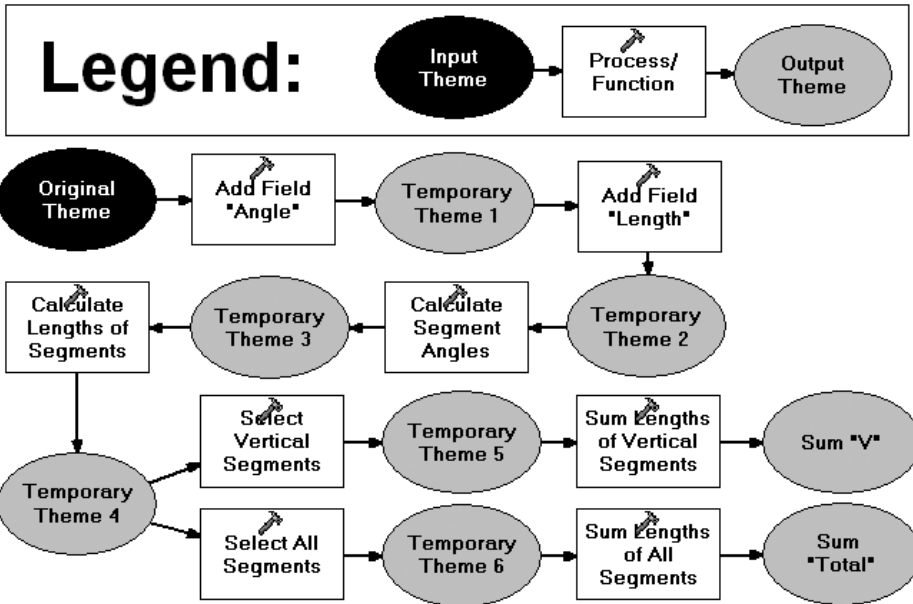 Legend:
Input
Theme
Process/
Function
Output
Theme
Original
Theme
Add Field
"Angle"
Temporary
Theme 1
Add Field
"Length"
Calculate
Lengths of
Segments
Temporary
Theme 3
Calculate
Segment
Angles
Temporary
Theme 2
Select
Vertical
Segments
Temporary
Theme 5
Sum Lengths
of Vertical
Segments
Sum "V"
Temporary
Theme 4
Select All
Segments
Temporary
Theme 6
Sum Lengths
of All
Segments
Sum
"Total"